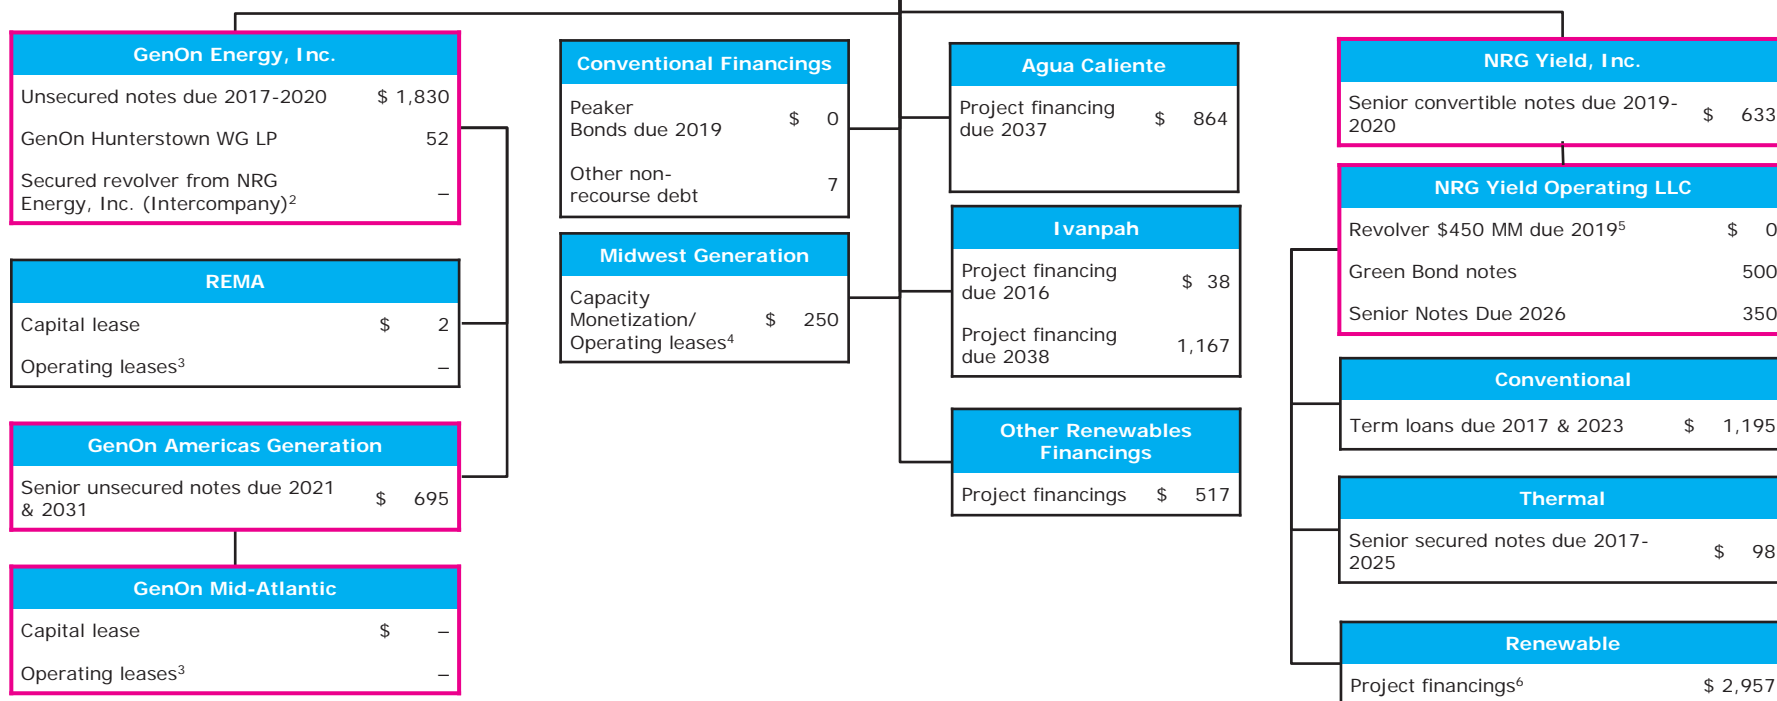 GenOn Energy, Inc.
Unsecured notes due 2017-2020 $ 1,830
GenOn Hunterstown WG LP 52
Secured revolver from NRG
Energy, Inc. (Intercompany)2 –
REMA
Capital lease $ 2
Operating leases3 –
GenOn Americas Generation
Senior unsecured notes due 2021
& 2031 $ 695
GenOn Mid-Atlantic
Capital lease $ –
Operating leases3 –
Conventional Financings
Peaker
Bonds due 2019 $ 0
Other non-
recourse debt 7
Midwest Generation
Capacity
Monetization/ $ 250
Operating leases4
Agua Caliente
Project financing
due 2037 $ 864
Ivanpah
Project financing
due 2016 $ 38
Project financing
due 2038 1,167
Other Renewables
Financings
Project financings $ 517
NRG Yield, Inc.
Senior convertible notes due 2019-
2020 $ 633
NRG Yield Operating LLC
Revolver $450 MM due 20195 $ 0
Green Bond notes 500
Senior Notes Due 2026 350
Conventional
Term loans due 2017 & 2023 $ 1,195
Thermal
Senior secured notes due 2017-
2025 $ 98
Renewable
Project financings6 $ 2,957